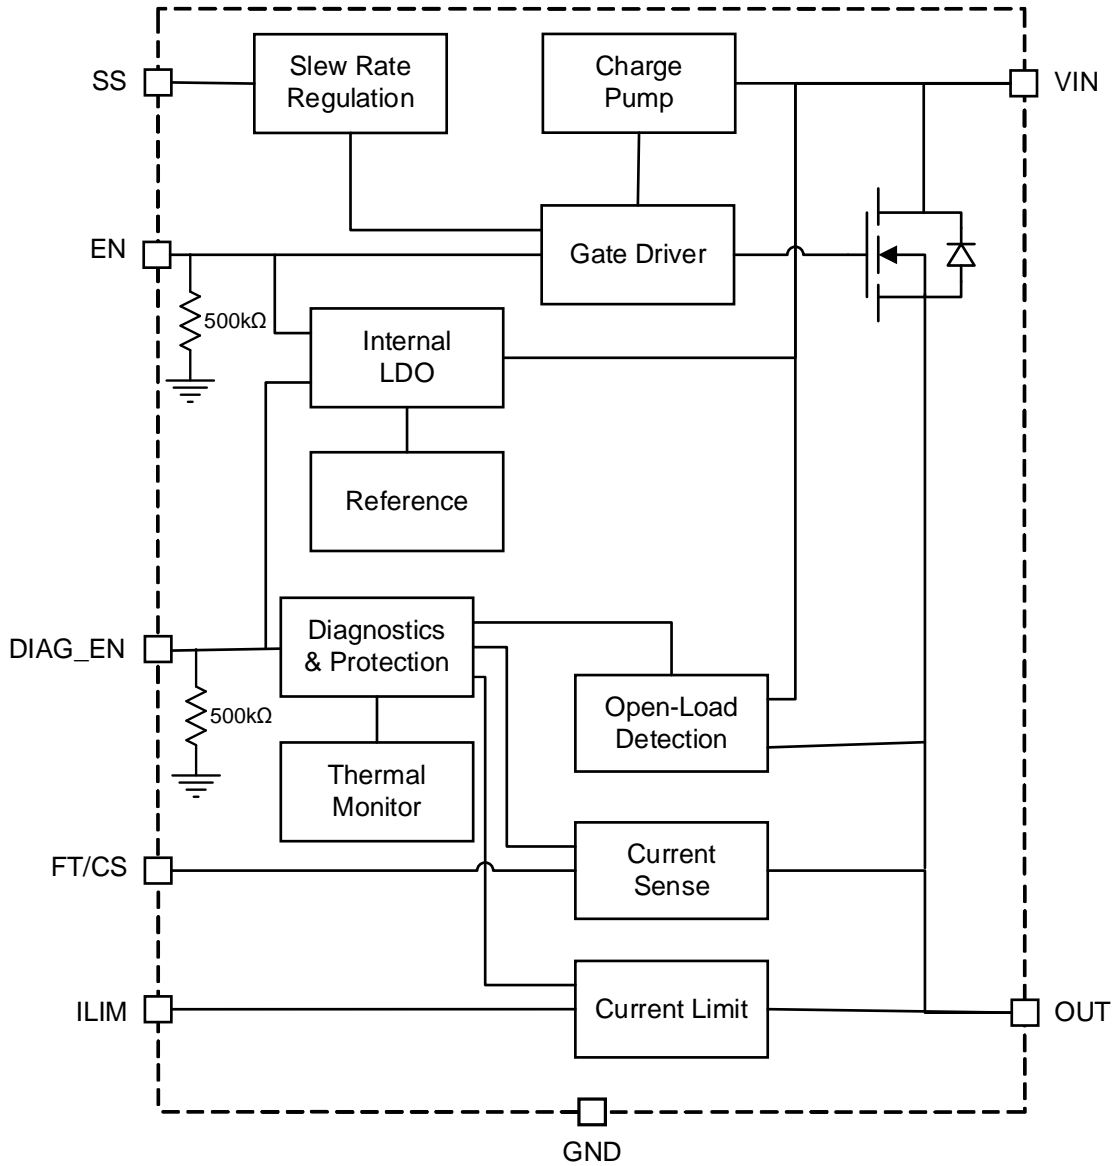 SS
Slew Rate
Regulation
Charge
Pump
VIN
EN
Gate Driver
500kΩ
Internal
LDO
Reference
DIAG_EN
Diagnostics
& Protection
500kΩ
Open-Load
Detection
Thermal
Monitor
FT/CS
Current
Sense
ILIM
Current Limit
OUT
GND